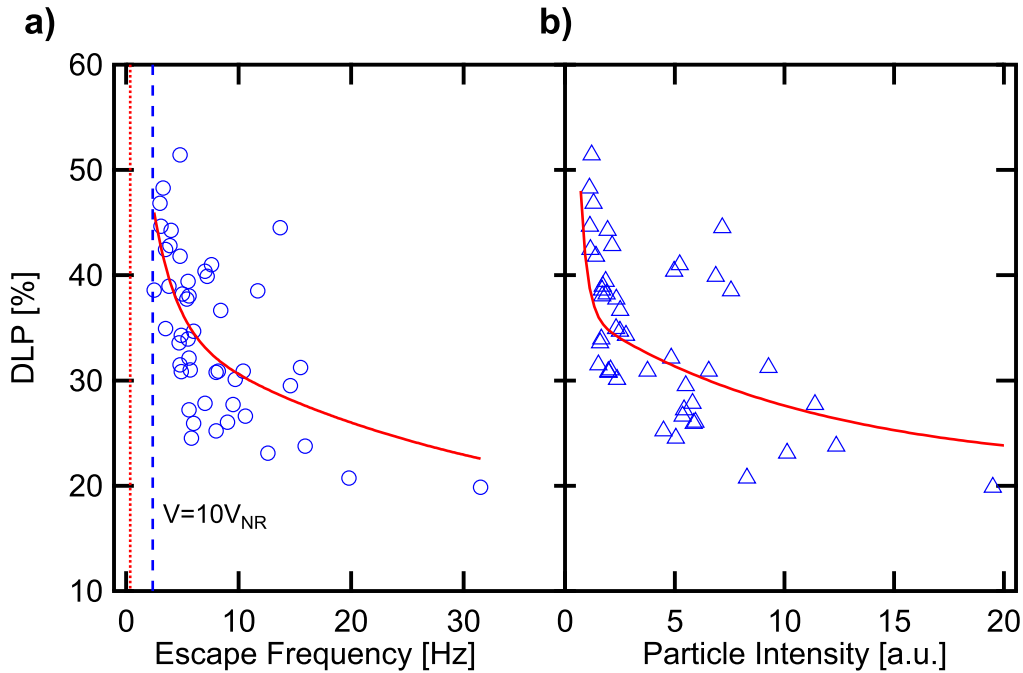 a)
b)
60
50
40
30
20
10
DLP [%]
V=10V_NR
0 10 20 30
0 5 10 15 20
Escape Frequency [Hz]
Particle Intensity [a.u.]